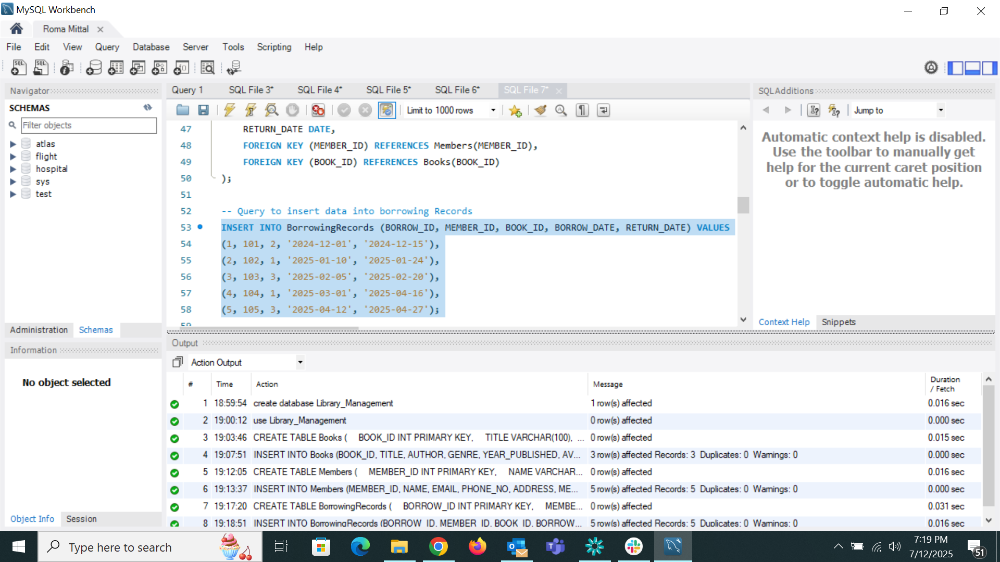 MySQL Workbench
Roma Mittal
File Edit View Query Database Server Tools Scripting Help
Navigator
SCHEMAS
Filter objects
atlas
flight
hospital
sys
test
Administration Schemas
Information
No object selected
Object Info Session
Query 1 SQL File 3* SQL File 4* SQL File 5* SQL File 6* SQL File 7*
Limit to 1000 rows
47 RETURN_DATE DATE,
48 FOREIGN KEY (MEMBER_ID) REFERENCES Members(MEMBER_ID),
49 FOREIGN KEY (BOOK_ID) REFERENCES Books(BOOK_ID)
50 );
51
52 -- Query to insert data into borrowing Records
53 INSERT INTO BorrowingRecords (BORROW_ID, MEMBER_ID, BOOK_ID, BORROW_DATE, RETURN_DATE) VALUES
54 (1, 101, 2, '2024-12-01', '2024-12-15'),
55 (2, 102, 1, '2025-01-10', '2025-01-24'),
56 (3, 103, 3, '2025-02-05', '2025-02-20'),
57 (4, 104, 1, '2025-03-01', '2025-04-16'),
58 (5, 105, 3, '2025-04-12', '2025-04-27');
59
SQLAdditions
Jump to
Automatic context help is disabled.
Use the toolbar to manually get
help for the current caret position
or to toggle automatic help.
Context Help Snippets
Output
Action Output
# Time Action Message Duration / Fetch
1 18:59:54 create database Library_Management 1 row(s) affected 0.016 sec
2 19:00:12 use Library_Management 0 row(s) affected 0.000 sec
3 19:03:46 CREATE TABLE Books ( BOOK_ID INT PRIMARY KEY, TITLE VARCHAR(100), ... 0 row(s) affected 0.015 sec
4 19:07:51 INSERT INTO Books (BOOK_ID, TITLE, AUTHOR, GENRE, YEAR_PUBLISHED, AV... 3 row(s) affected Records: 3 Duplicates: 0 Warnings: 0 0.000 sec
5 19:12:05 CREATE TABLE Members ( MEMBER_ID INT PRIMARY KEY, NAME VARCHAR... 0 row(s) affected 0.016 sec
6 19:13:37 INSERT INTO Members (MEMBER_ID, NAME, EMAIL, PHONE_NO, ADDRESS, ME... 5 row(s) affected Records: 5 Duplicates: 0 Warnings: 0 0.000 sec
7 19:17:20 CREATE TABLE BorrowingRecords ( BORROW_ID INT PRIMARY KEY, MEMBE... 0 row(s) affected 0.031 sec
8 19:18:51 INSERT INTO BorrowingRecords (BORROW_ID, MEMBER_ID, BOOK_ID, BORROW... 5 row(s) affected Records: 5 Duplicates: 0 Warnings: 0 0.016 sec
Type here to search
7:19 PM
7/12/2025
51